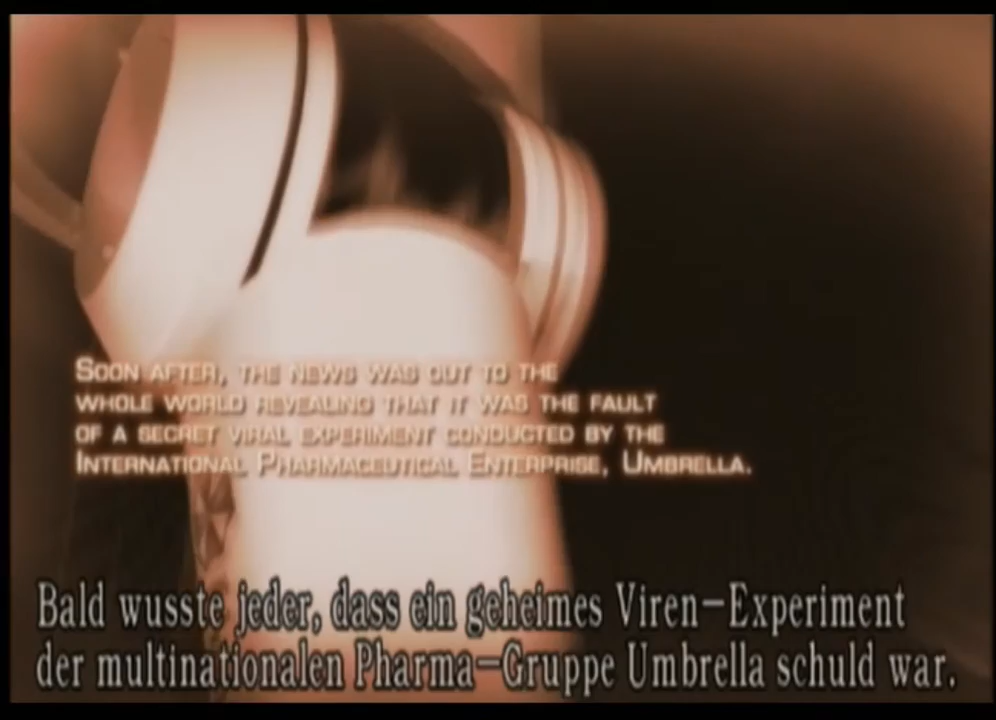 Soon after, the news was out to the
whole world revealing that it was the fault
of a secret viral experiment conducted by the
International Pharmaceutical Enterprise, Umbrella.
Bald wusste jeder, dass ein geheimes Viren-Experiment
der multinationalen Pharma-Gruppe Umbrella schuld war.